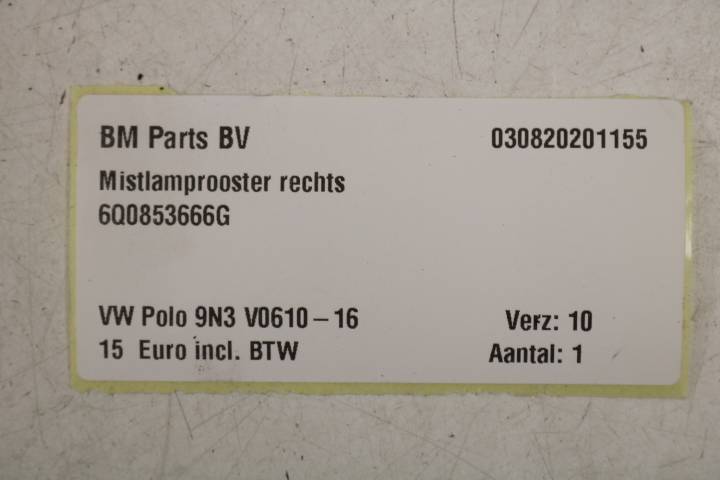 BM Parts BV 030820201155
Mistlamprooster rechts
6Q0853666G
VW Polo 9N3 V0610-16 Verz: 10
15 Euro incl. BTW Aantal: 1